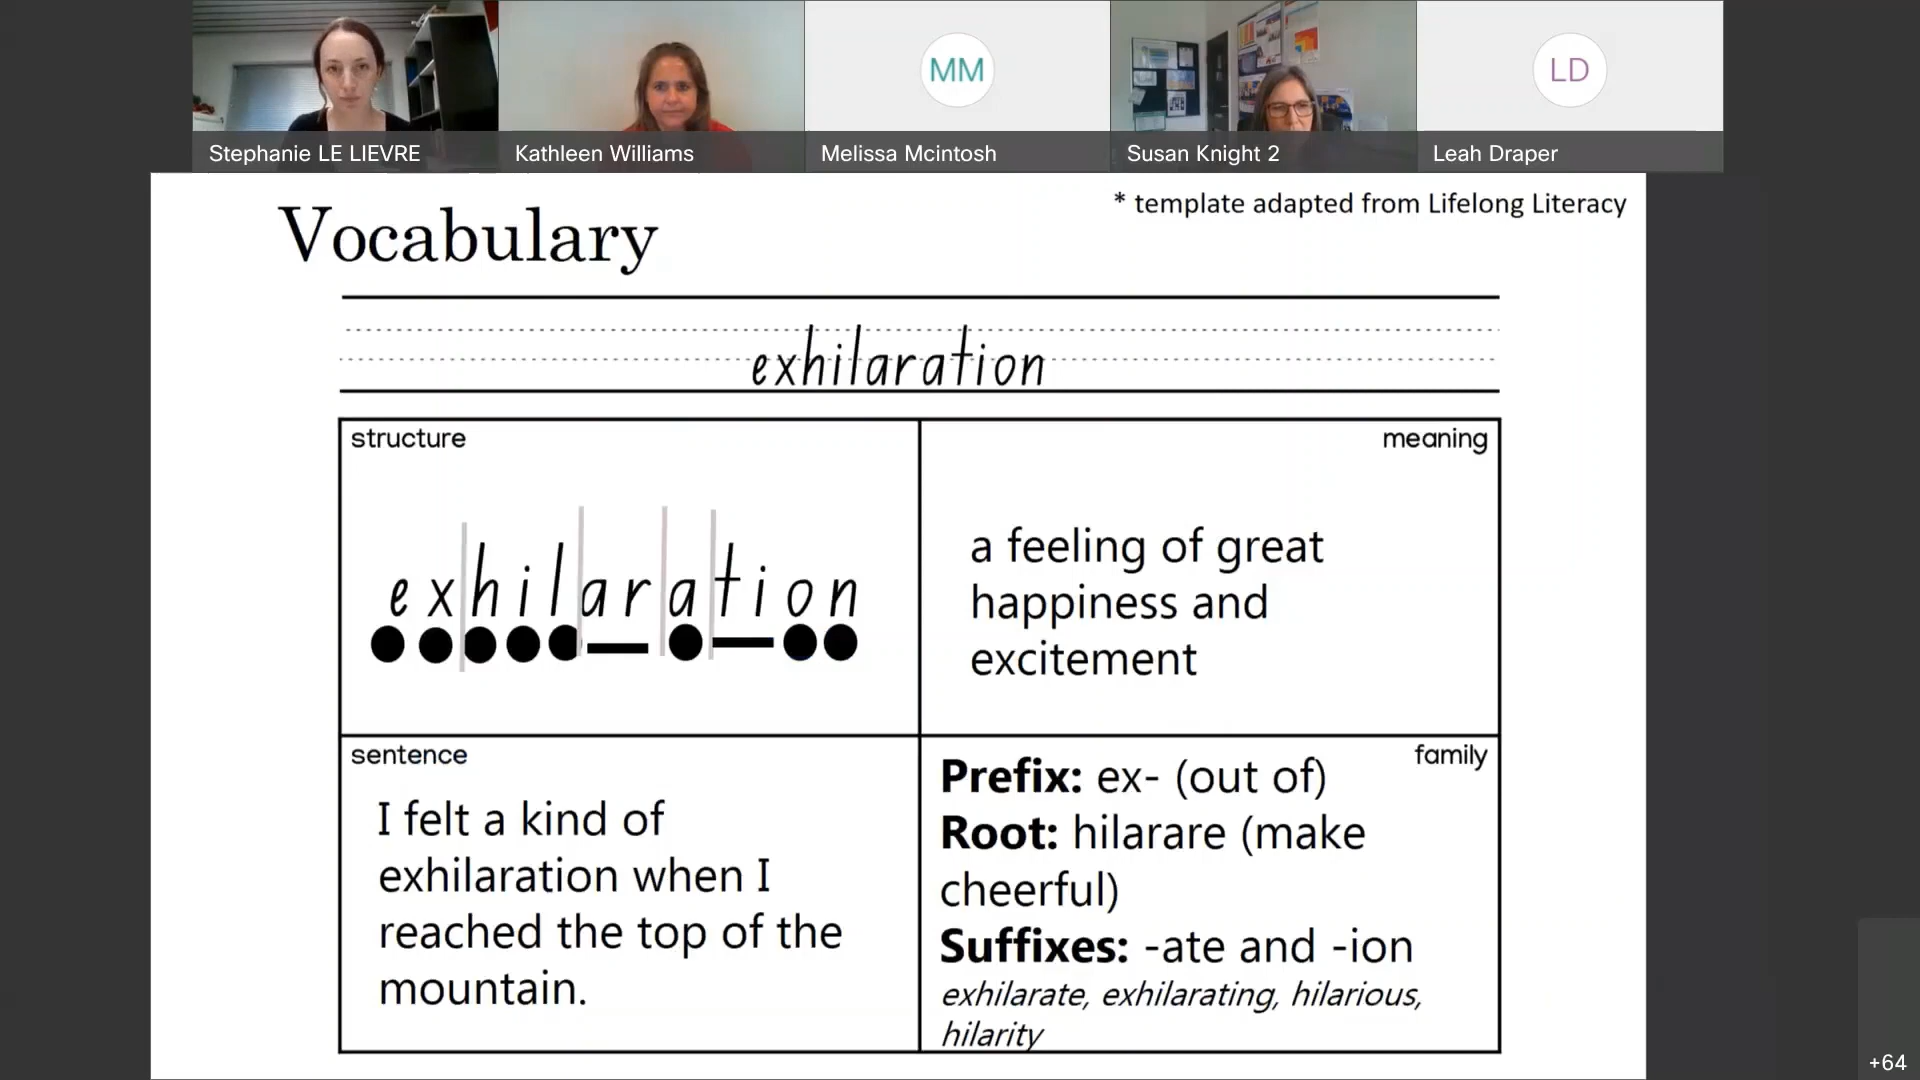 MM
LD
Stephanie LE LIEVRE
Kathleen Williams
Melissa Mcintosh
Susan Knight 2
Leah Draper
* template adapted from Lifelong Literacy
Vocabulary
exhilaration
structure
exhilaration
meaning
a feeling of great
happiness and
excitement
sentence
I felt a kind of
exhilaration when I
reached the top of the
mountain.
family
Prefix: ex- (out of)
Root: hilarare (make
cheerful)
Suffixes: -ate and -ion
exhilarate, exhilarating, hilarious,
hilarity
+64